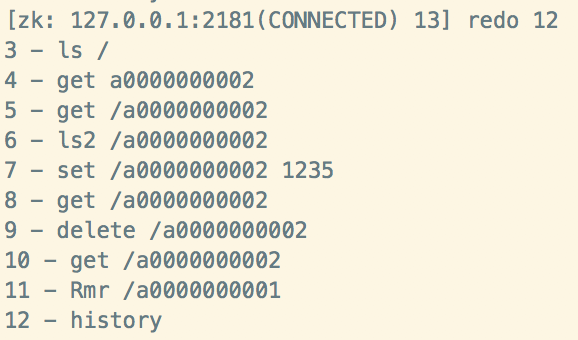 [zk: 127.0.0.1:2181(CONNECTED) 13] redo 12
3 - ls /
4 - get a0000000002
5 - get /a0000000002
6 - ls2 /a0000000002
7 - set /a0000000002 1235
8 - get /a0000000002
9 - delete /a0000000002
10 - get /a0000000002
11 - Rmr /a0000000001
12 - history